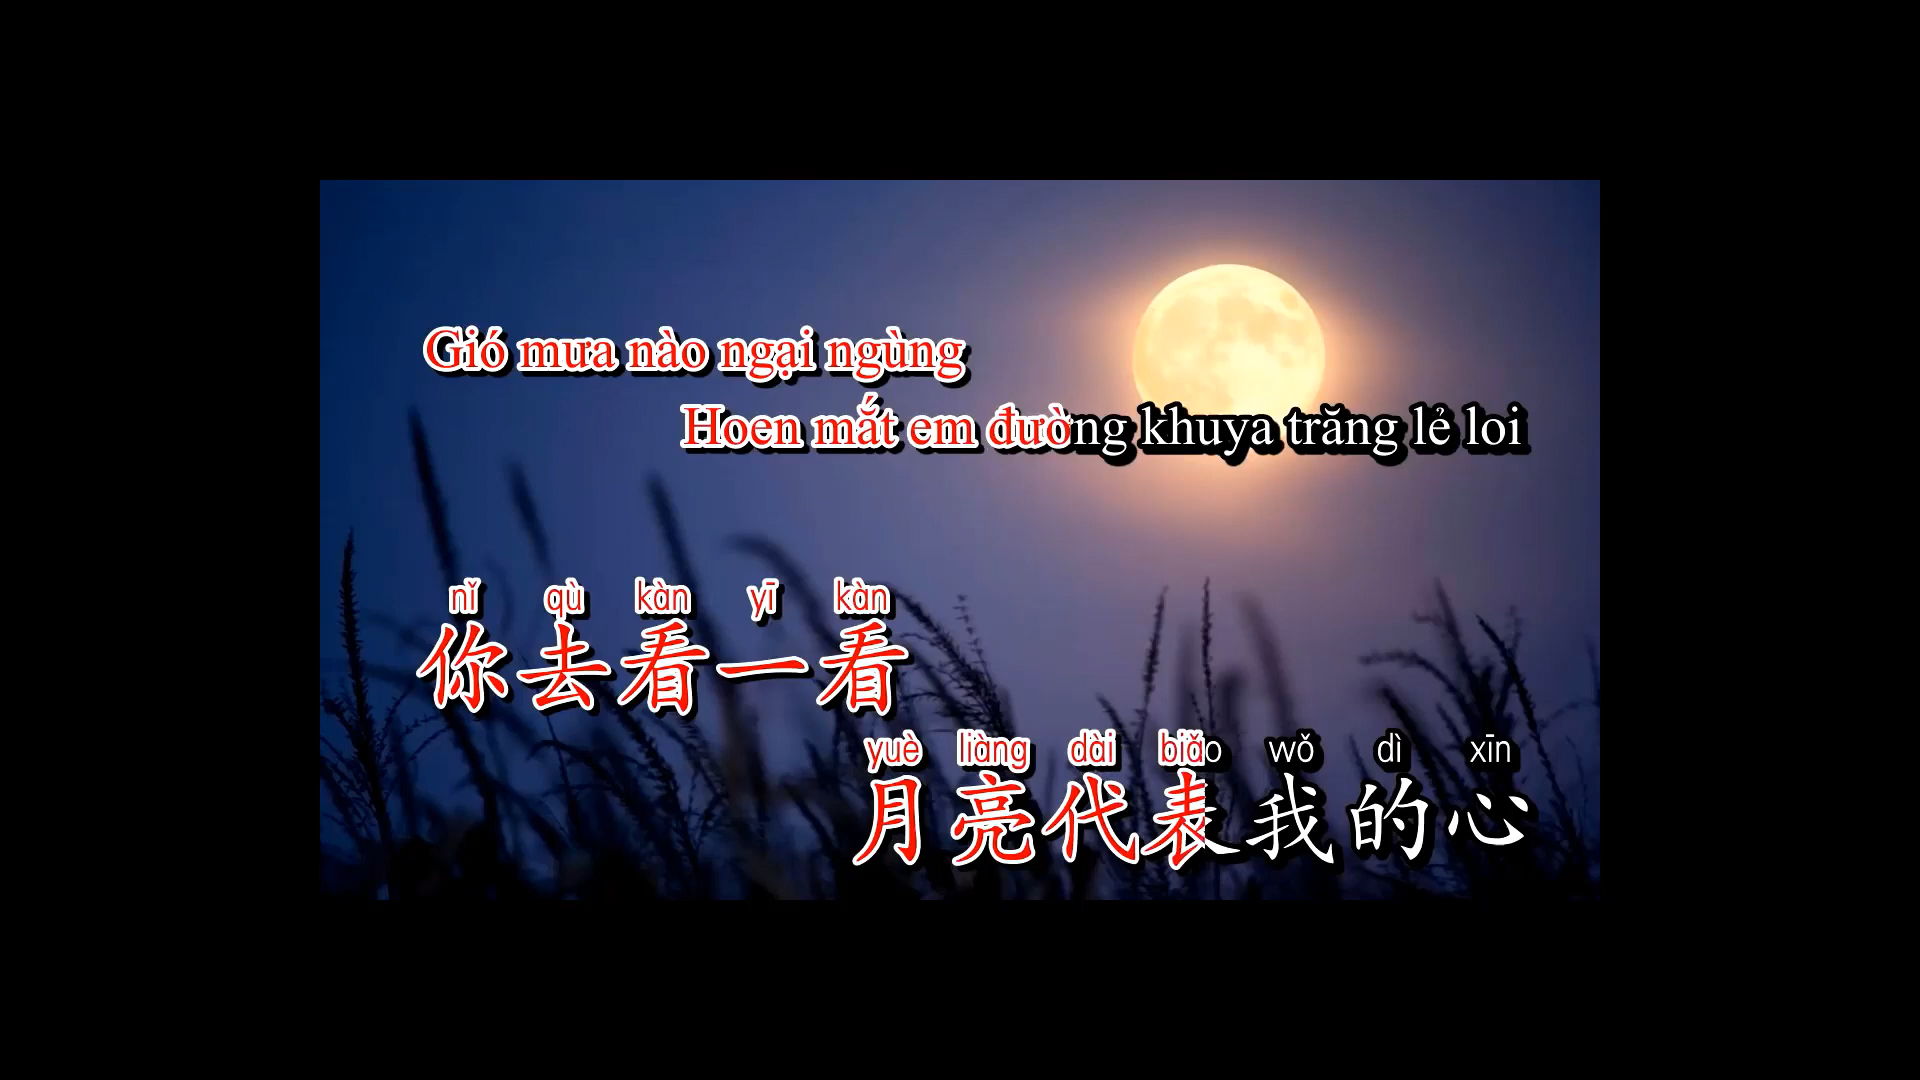 Gió mưa nào ngại ngùng
Hoen mắt em đường khuya trăng lẻ loi
nǐ qù kàn yī kàn
你去看一看
yuè liàng dài biǎo wǒ dì xīn
月亮代表我的心